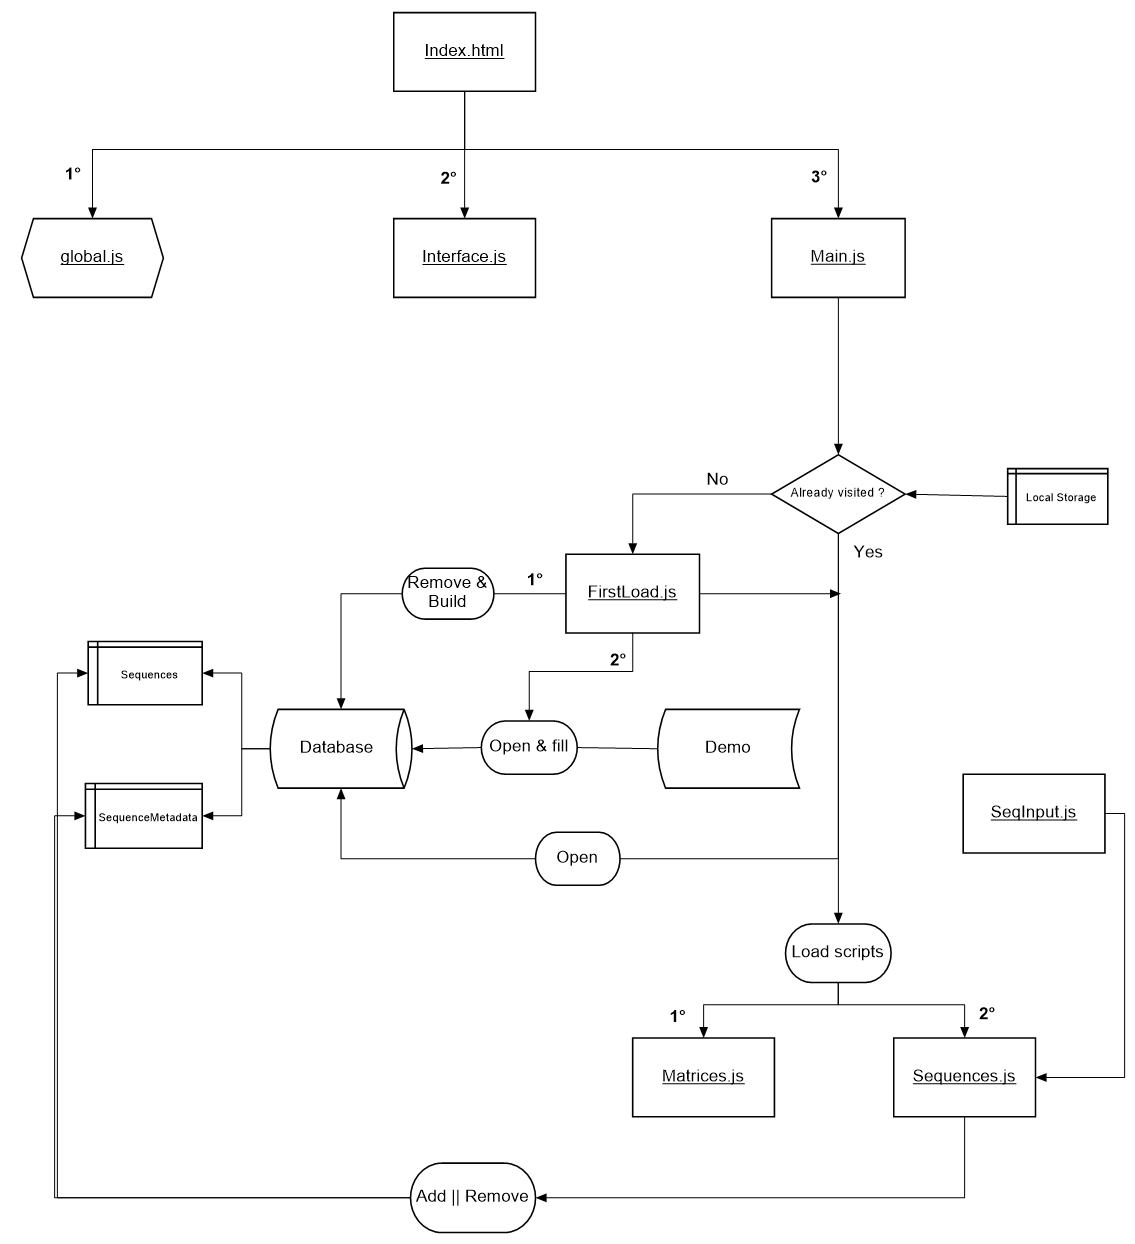 Index.html
1°
2°
3°
global.js
Interface.js
Main.js
No
Already visited ?
Local Storage
Yes
Remove &
Build
1°
FirstLoad.js
2°
Sequences
Database
Open & fill
Demo
SequenceMetadata
SeqInput.js
Open
Load scripts
1°
2°
Matrices.js
Sequences.js
Add || Remove